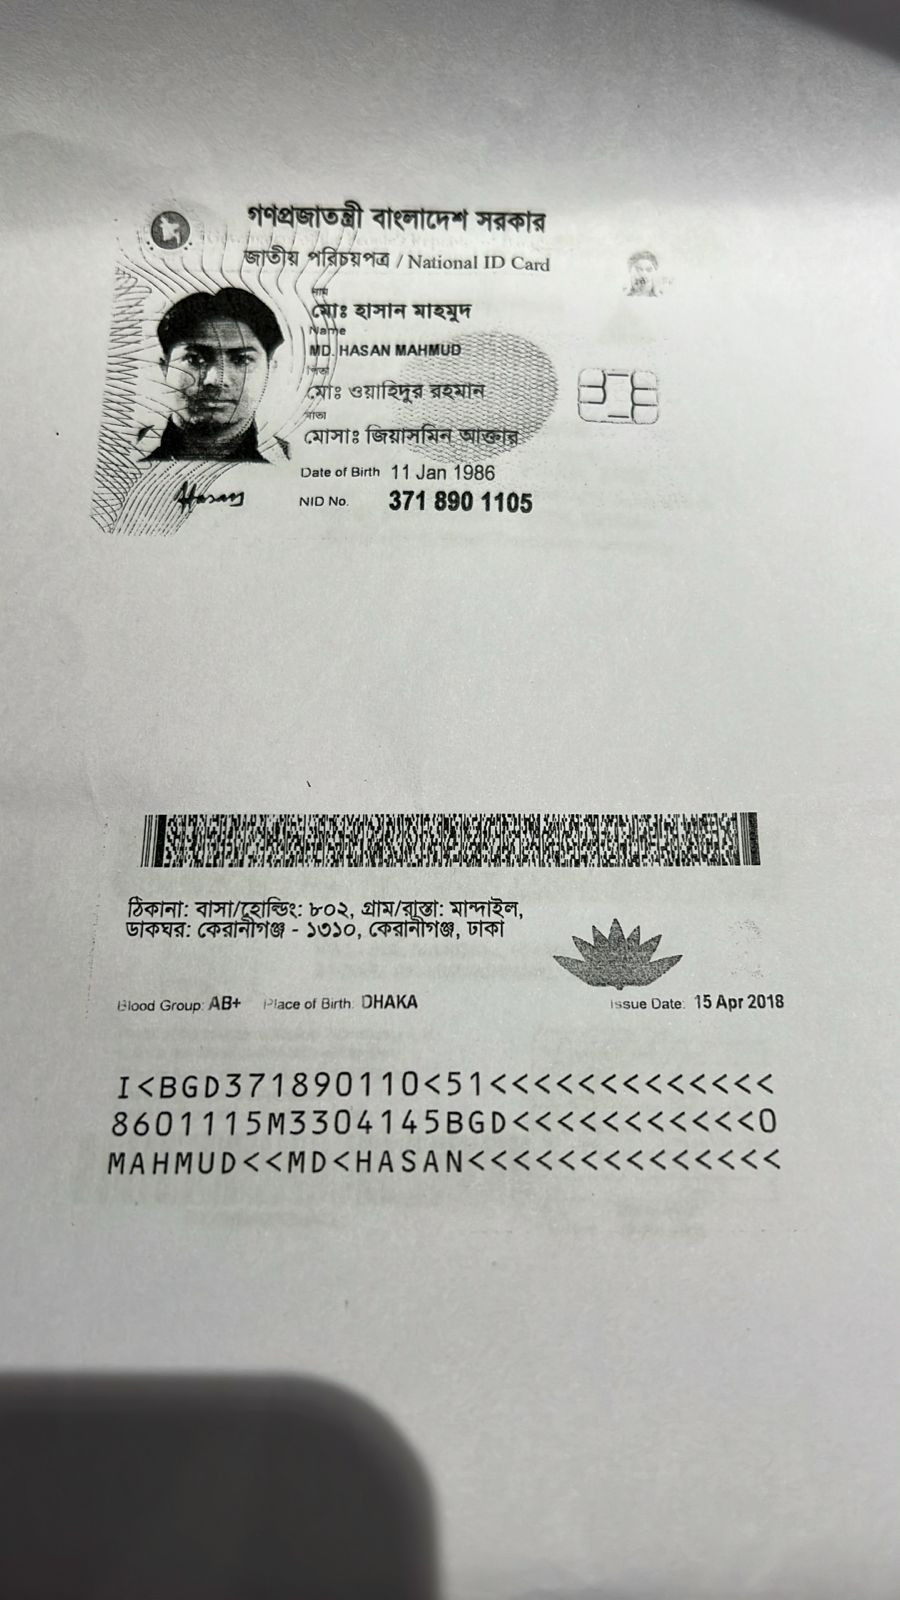 গণপ্রজাতন্ত্রী বাংলাদেশ সরকার
জাতীয় পরিচয়পত্র / National ID Card
নাম
মোঃ হাসান মাহমুদ
Name
MD. HASAN MAHMUD
পিতা
মোঃ ওয়াহিদুর রহমান
মাতা
মোসাঃ জিয়াসমিন আক্তার
Date of Birth 11 Jan 1986
NID No. 371 890 1105
Hasan
ঠিকানা: বাসা/হোল্ডিং: ৮০২, গ্রাম/রাস্তা: মান্দাইল,
ডাকঘর: কেরানীগঞ্জ - ১৩১০, কেরানীগঞ্জ, ঢাকা
Blood Group: AB+ Place of Birth: DHAKA Issue Date: 15 Apr 2018
I<BGD371890110<51<<<<<<<<<<<<<
8601115M3304145BGD<<<<<<<<<<<0
MAHMUD<<MD<HASAN<<<<<<<<<<<<<<